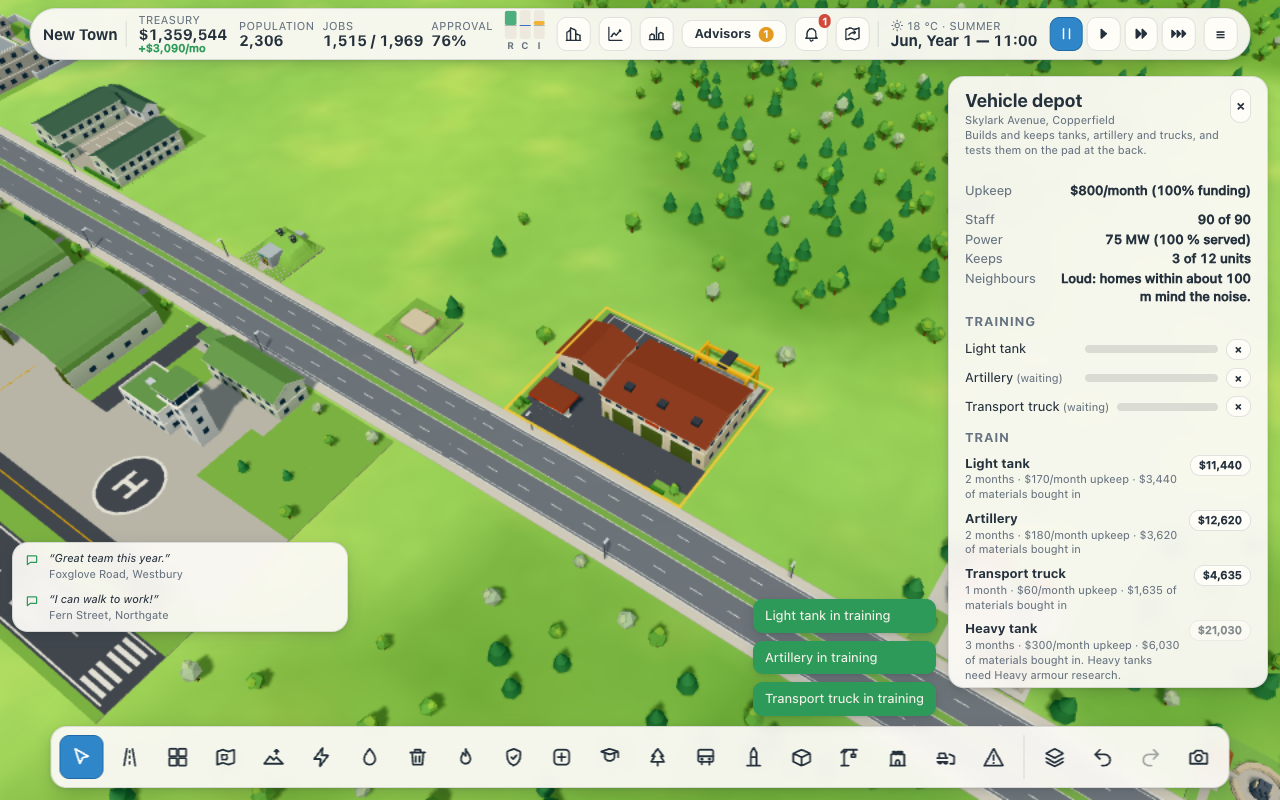 New Town
TREASURY
$1,359,544
+$3,090/mo
POPULATION
2,306
JOBS
1,515 / 1,969
APPROVAL
76%
R C I
Advisors 1
1
18 °C · SUMMER
Jun, Year 1 — 11:00
Vehicle depot
×
Skylark Avenue, Copperfield
Builds and keeps tanks, artillery and trucks, and
tests them on the pad at the back.
Upkeep $800/month (100% funding)
Staff 90 of 90
Power 75 MW (100 % served)
Keeps 3 of 12 units
Neighbours Loud: homes within about 100
m mind the noise.
TRAINING
Light tank ×
Artillery (waiting) ×
Transport truck (waiting) ×
TRAIN
Light tank $11,440
2 months · $170/month upkeep · $3,440
of materials bought in
Artillery $12,620
2 months · $180/month upkeep · $3,620
of materials bought in
Transport truck $4,635
1 month · $60/month upkeep · $1,635 of
materials bought in
Heavy tank $21,030
3 months · $300/month upkeep · $6,030
of materials bought in. Heavy tanks
need Heavy armour research.
H
“Great team this year.”
Foxglove Road, Westbury
“I can walk to work!”
Fern Street, Northgate
Light tank in training
Artillery in training
Transport truck in training